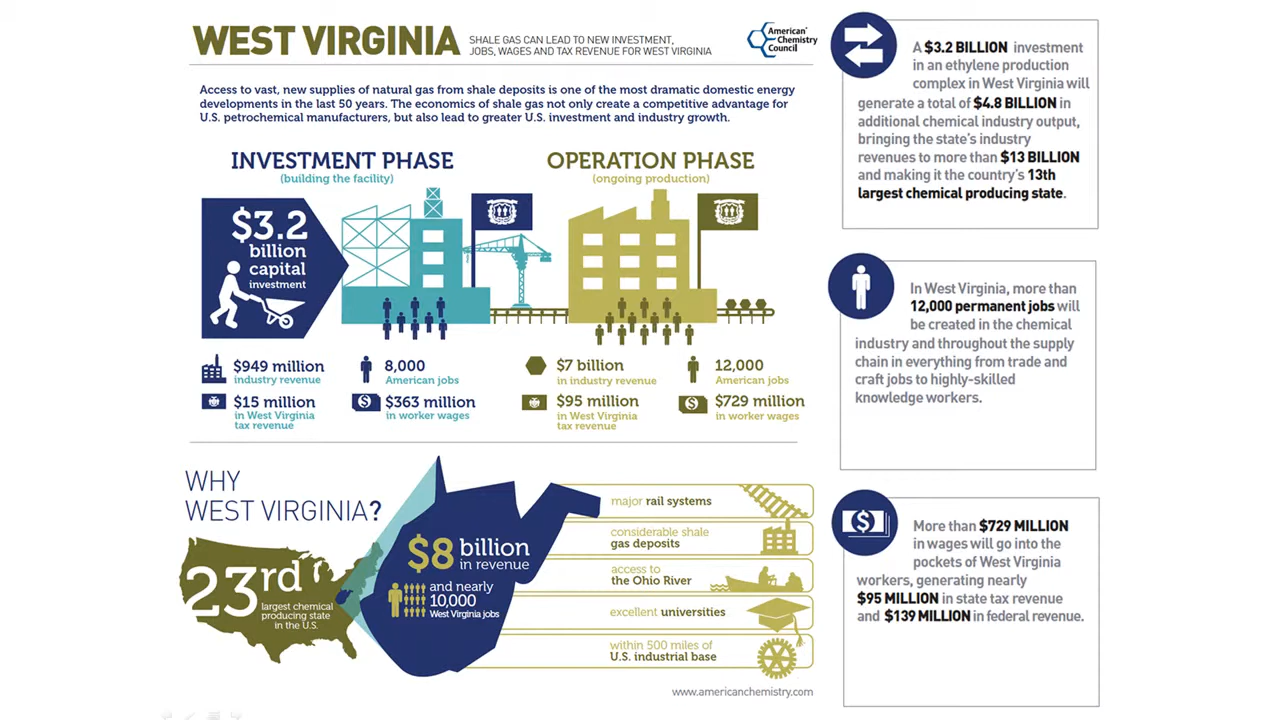 WEST VIRGINIA
SHALE GAS CAN LEAD TO NEW INVESTMENT,
JOBS, WAGES AND TAX REVENUE FOR WEST VIRGINIA
American®
Chemistry
Council
Access to vast, new supplies of natural gas from shale deposits is one of the most dramatic domestic energy
developments in the last 50 years. The economics of shale gas not only create a competitive advantage for
U.S. petrochemical manufacturers, but also lead to greater U.S. investment and industry growth.
INVESTMENT PHASE
(building the facility)
$3.2
billion
capital
investment
$949 million
industry revenue
8,000
American jobs
$15 million
in West Virginia
tax revenue
$363 million
in worker wages
OPERATION PHASE
(ongoing production)
$7 billion
in industry revenue
12,000
American jobs
$95 million
in West Virginia
tax revenue
$729 million
in worker wages
WHY
WEST VIRGINIA?
23rd
largest chemical
producing state
in the U.S.
$8 billion
in revenue
and nearly
10,000
West Virginia jobs
major rail systems
considerable shale
gas deposits
access to
the Ohio River
excellent universities
within 500 miles of
U.S. industrial base
www.americanchemistry.com
A $3.2 BILLION investment
in an ethylene production
complex in West Virginia will
generate a total of $4.8 BILLION in
additional chemical industry output,
bringing the state's industry
revenues to more than $13 BILLION
and making it the country's 13th
largest chemical producing state.
In West Virginia, more than
12,000 permanent jobs will
be created in the chemical
industry and throughout the supply
chain in everything from trade and
craft jobs to highly-skilled
knowledge workers.
More than $729 MILLION
in wages will go into the
pockets of West Virginia
workers, generating nearly
$95 MILLION in state tax revenue
and $139 MILLION in federal revenue.